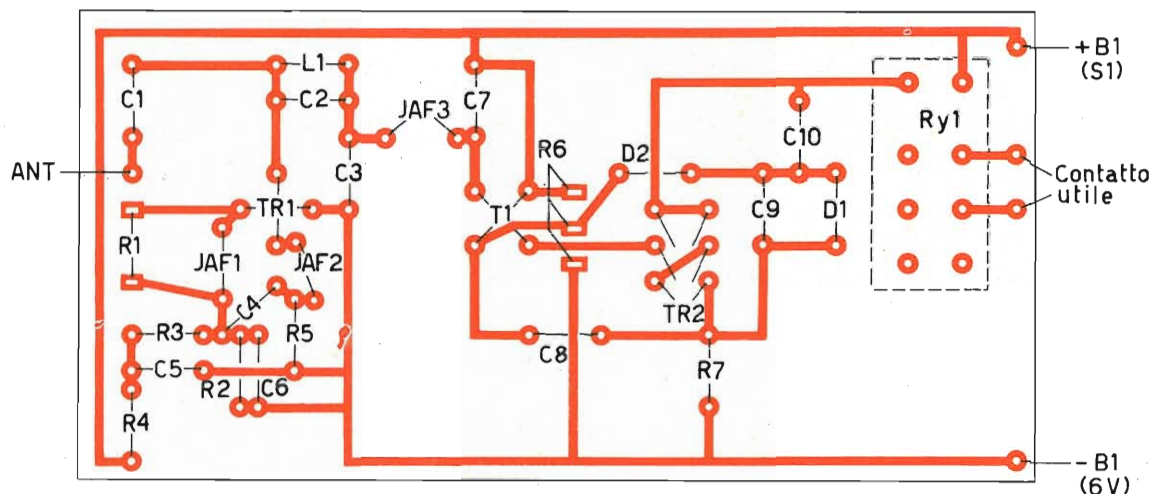 L1
+B1
(S1)
C1
C2
C7
JAF3
Ry1
C10
ANT
C3
R6
D2
Contatto
utile
TR1
T1
C9
D1
R1
JAF1
JAF2
C4
TR2
R3
R5
C8
C5
R2
C6
R7
R4
-B1
(6V)